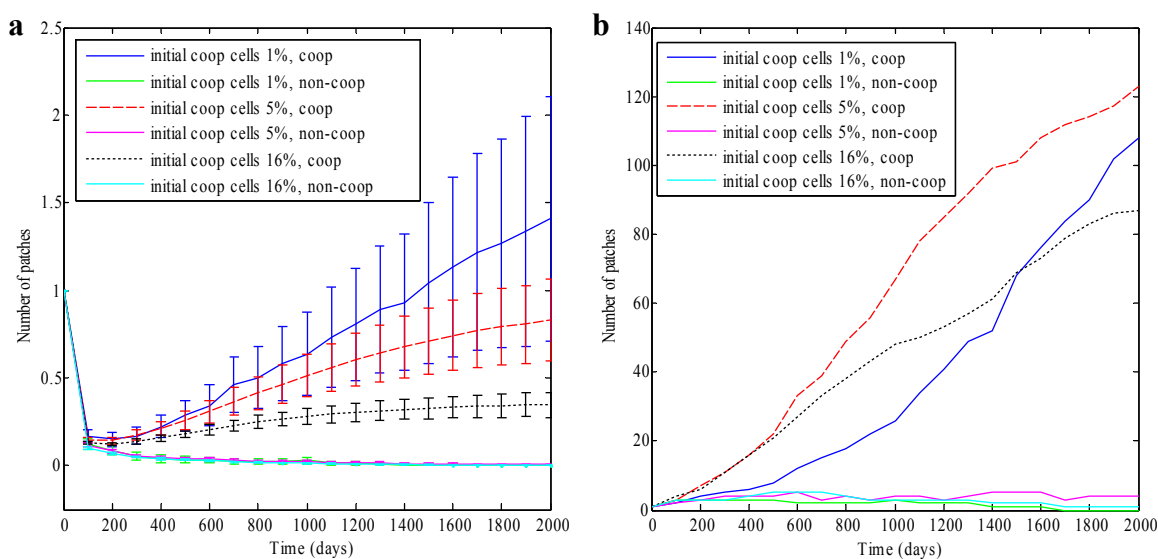 a
2.5
2
1.5
1
0.5
0
Number of patches
initial coop cells 1%, coop
initial coop cells 1%, non-coop
initial coop cells 5%, coop
initial coop cells 5%, non-coop
initial coop cells 16%, coop
initial coop cells 16%, non-coop
0 200 400 600 800 1000 1200 1400 1600 1800 2000
Time (days)
b
140
120
100
80
60
40
20
0
Number of patches
initial coop cells 1%, coop
initial coop cells 1%, non-coop
initial coop cells 5%, coop
initial coop cells 5%, non-coop
initial coop cells 16%, coop
initial coop cells 16%, non-coop
0 200 400 600 800 1000 1200 1400 1600 1800 2000
Time (days)